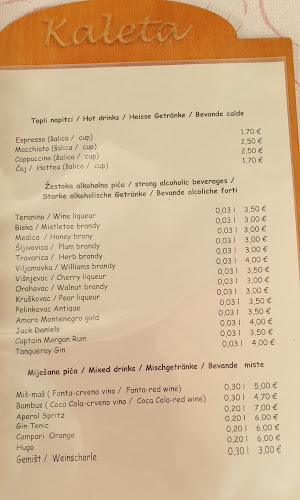 Kaleta
Topli napitci / Hot drinks / Heisse Getränke / Bevande calde
Espresso (šalica / cup) 1,70 €
Macchiato (šalica / cup) 2,50 €
Cappuccino (šalica / cup) 2,50 €
Čaj / Hottea (šalica / cup) 1,70 €
Žestoka alkoholna pića / strong alcoholic beverages /
Starke alkoholische Getränke / Bevande alcoliche forti
Teranino / Wine liqueur 0,03 l 3,50 €
Biska / Mistletoe brandy 0,03 l 3,00 €
Medica / Honey brany 0,03 l 3,00 €
Šljivovica / Plum brandy 0,03 l 3,00 €
Travarica / Herb brandy 0,03 l 3,00 €
Viljamovka / Williams brandy 0,03 l 4,00 €
Višnjevac / Cherry liqueur 0,03 l 3,00 €
Orahovac / Walnut brandy 0,03 l 3,00 €
Kruškovac / Pear liqueur 0,03 l 3,00 €
Pelinkovac Antique 0,03 l 3,50 €
Amaro Montenegro gold 0,03 l 3,50 €
Jack Daniels 0,03 l 4,00 €
Captain Morgan Rum 0,03 l 3,50 €
Tanqueray Gin 0,03 l 4,00 €
Miješana pića / Mixed drinks / Mischgetränke / Bevande miste
Miš-maš ( Fanta-crveno vino / Fanta-red wine) 0,30 l 5,00 €
Bambus ( Coca Cola-crveno vino / Coca Cola-red wine) 0,30 l 4,70 €
Aperol Spritz 0,20 l 7,00 €
Gin Tonic 0,20 l 6,00 €
Campari Orange 0,20 l 6,00 €
Hugo 0,20 l 6,00 €
Gemišt / Weinschorle 0,30 l 3,00 €